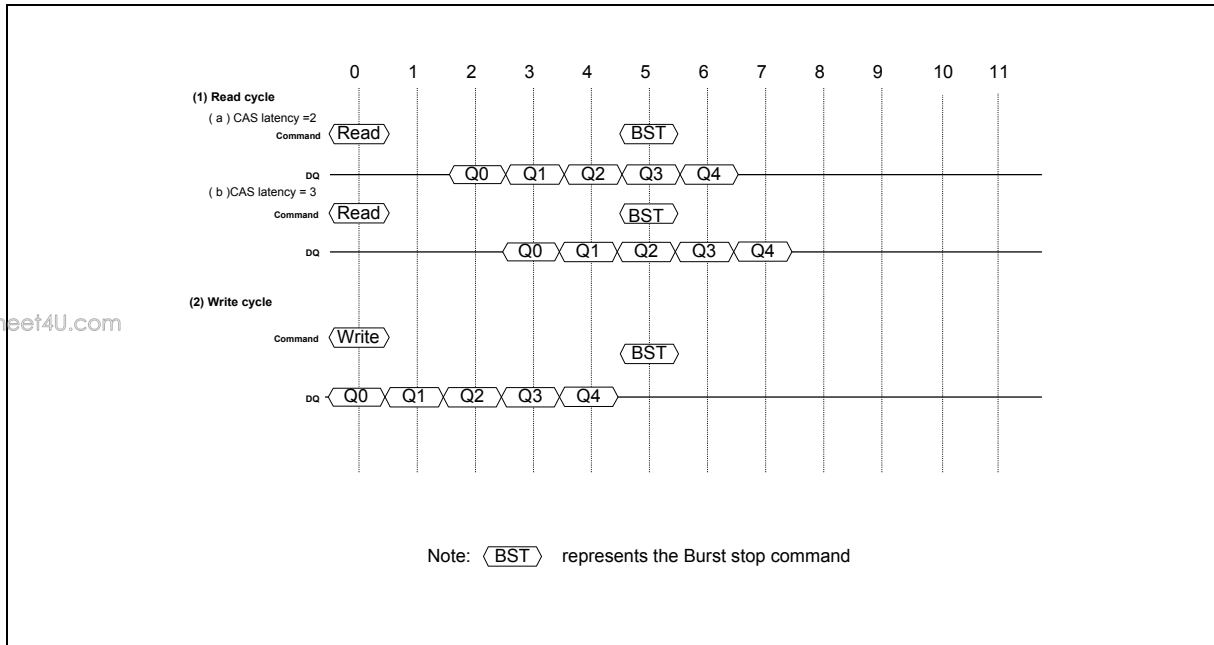 0 1 2 3 4 5 6 7 8 9 10 11
(1) Read cycle
( a ) CAS latency =2
Command Read BST
DQ Q0 Q1 Q2 Q3 Q4
( b )CAS latency = 3
Command Read BST
DQ Q0 Q1 Q2 Q3 Q4
(2) Write cycle
heet4U.com
Command Write BST
DQ Q0 Q1 Q2 Q3 Q4
Note: BST represents the Burst stop command